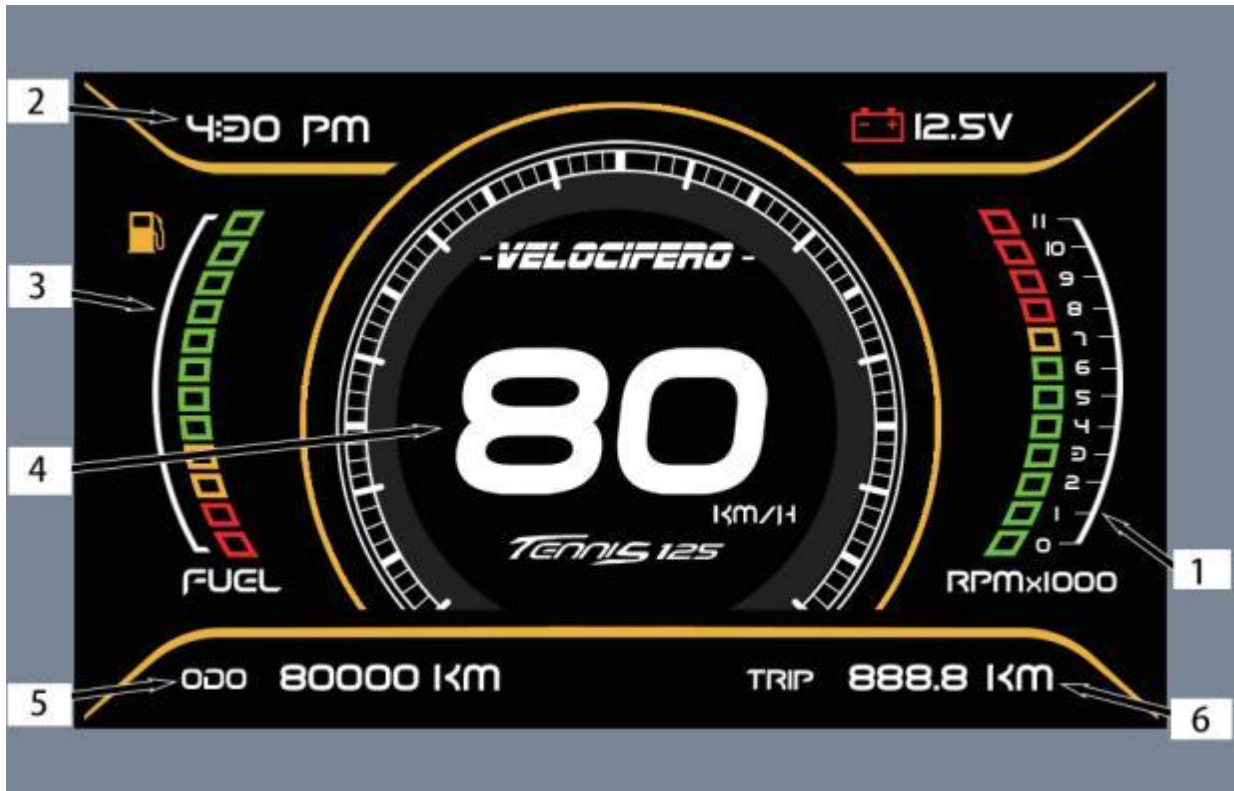 2
4:30 PM
12.5V
3
FUEL
-VELOCIFERO-
4
80
KM/H
TENNIS 125
11
10
9
8
7
6
5
4
3
2
1
0
RPMx1000
1
5
ODO 80000 KM
TRIP 888.8 KM
6